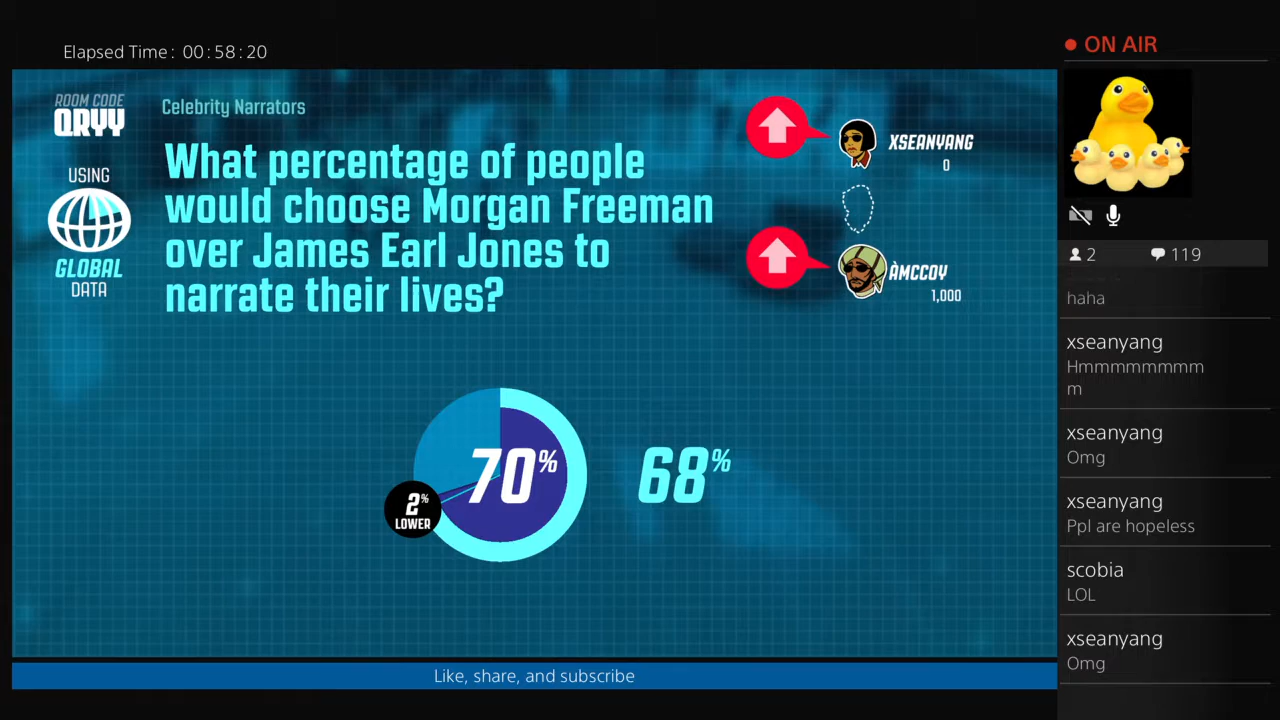 Elapsed Time: 00:58:20
ON AIR
ROOM CODE
QRYY
USING
GLOBAL
DATA
Celebrity Narrators
What percentage of people
would choose Morgan Freeman
over James Earl Jones to
narrate their lives?
XSEANYANG
0
ÀMCCOY
1,000
70%
2%
LOWER
68%
2
119
haha
xseanyang
Hmmmmmmmm
m
xseanyang
Omg
xseanyang
Ppl are hopeless
scobia
LOL
xseanyang
Omg
Like, share, and subscribe